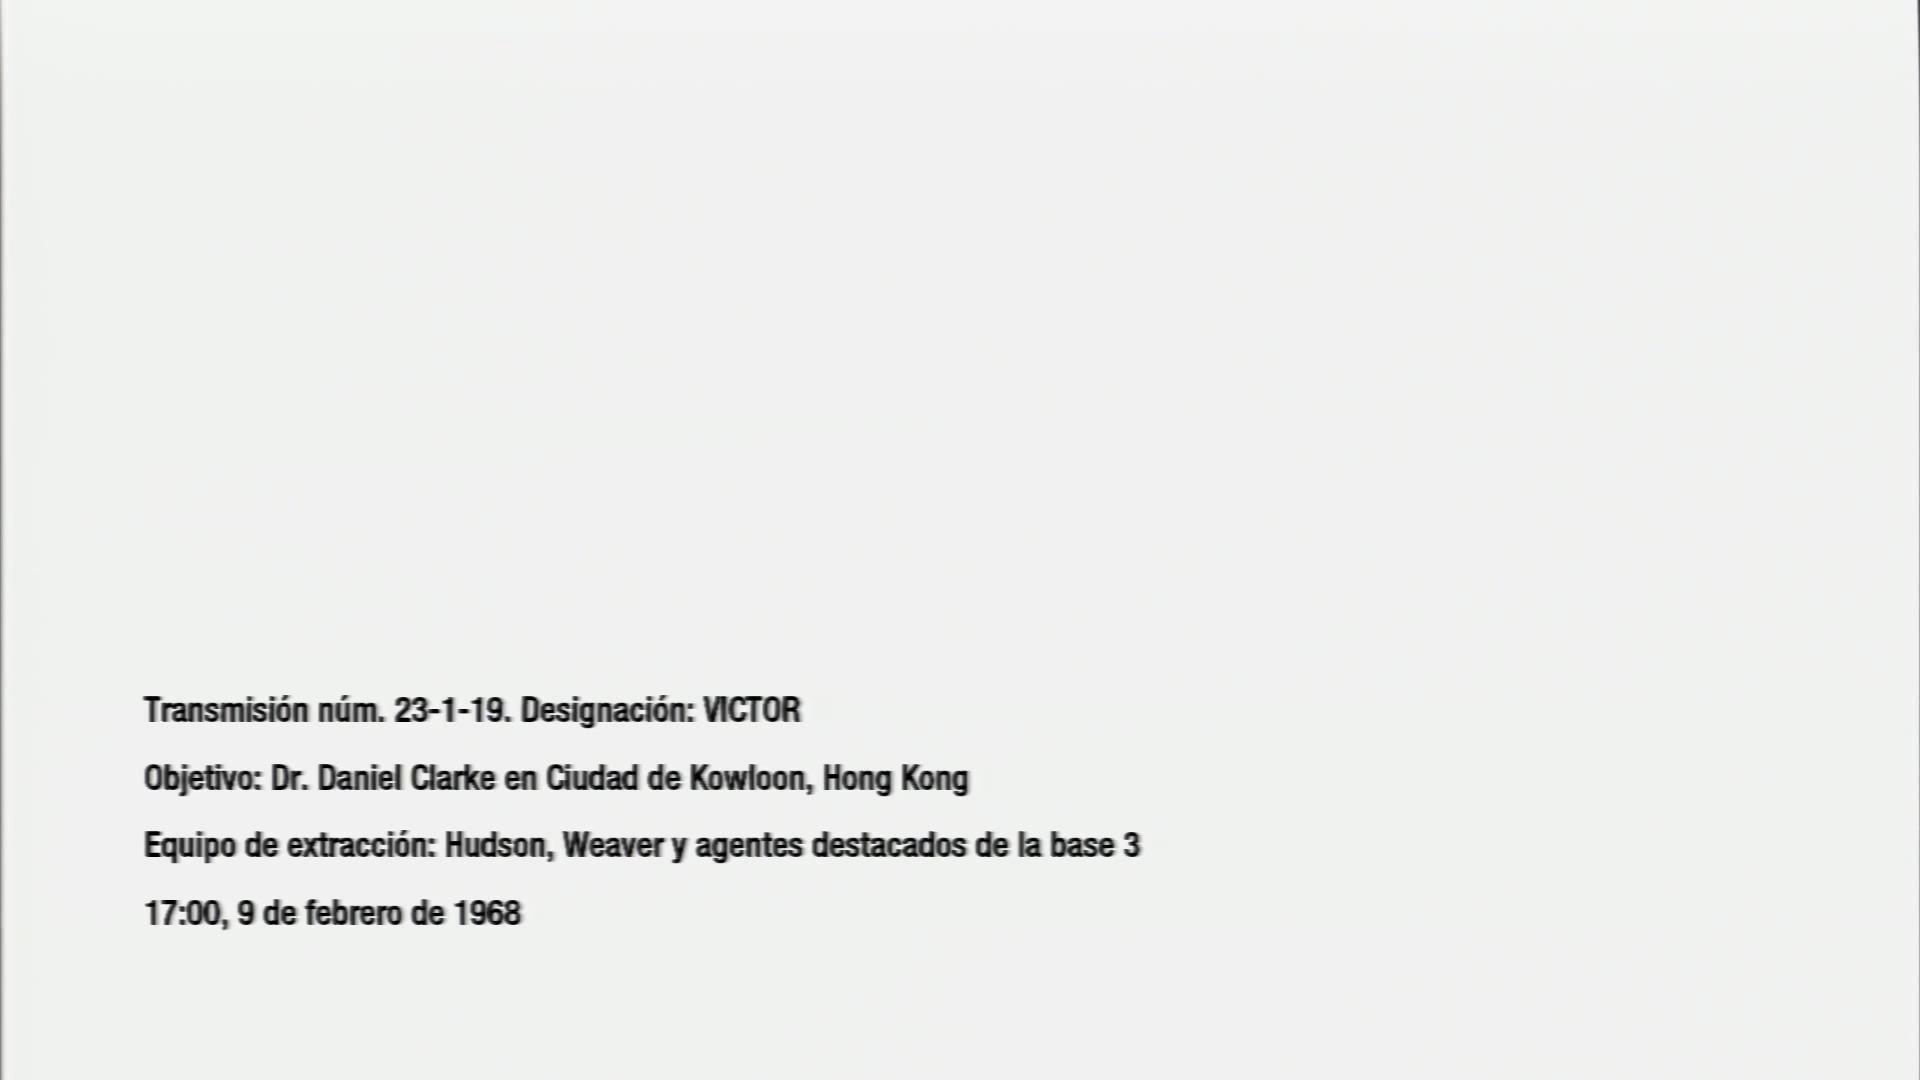 Transmisión núm. 23-1-19. Designación: VICTOR
Objetivo: Dr. Daniel Clarke en Ciudad de Kowloon, Hong Kong
Equipo de extracción: Hudson, Weaver y agentes destacados de la base 3
17:00, 9 de febrero de 1968